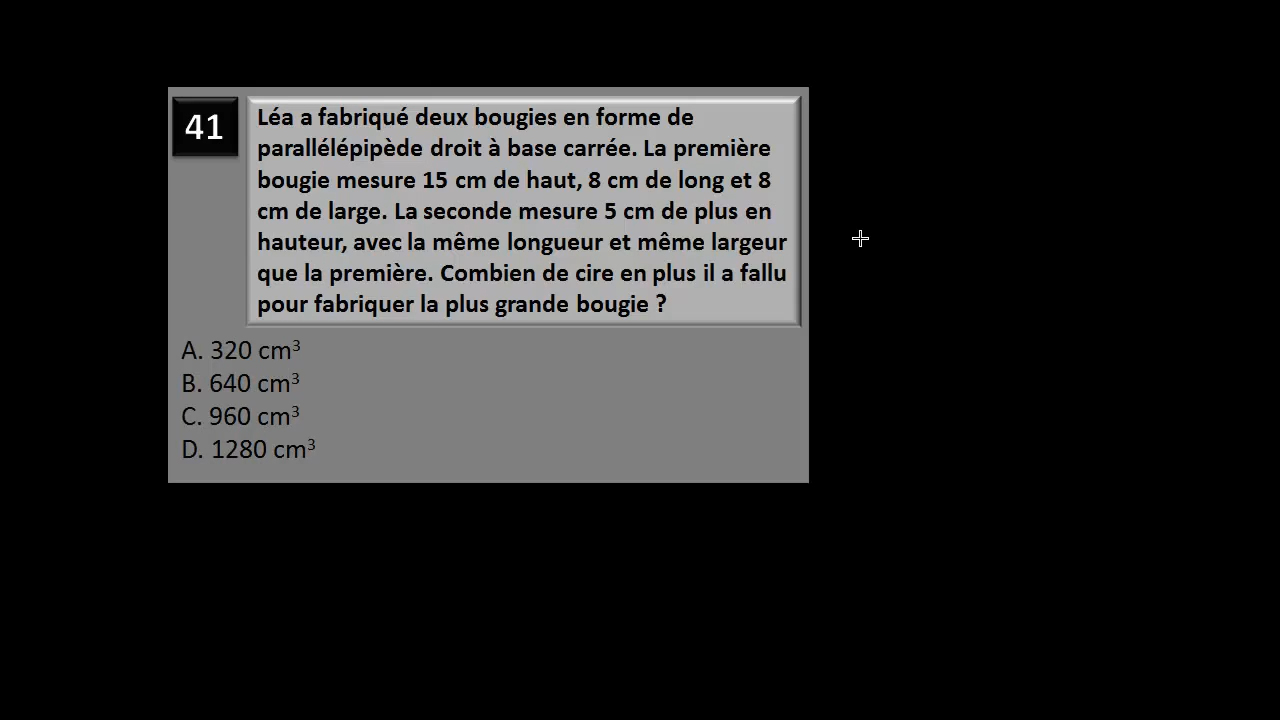 41
Léa a fabriqué deux bougies en forme de
parallélépipède droit à base carrée. La première
bougie mesure 15 cm de haut, 8 cm de long et 8
cm de large. La seconde mesure 5 cm de plus en
hauteur, avec la même longueur et même largeur
que la première. Combien de cire en plus il a fallu
pour fabriquer la plus grande bougie ?
A. 320 cm³
B. 640 cm³
C. 960 cm³
D. 1280 cm³